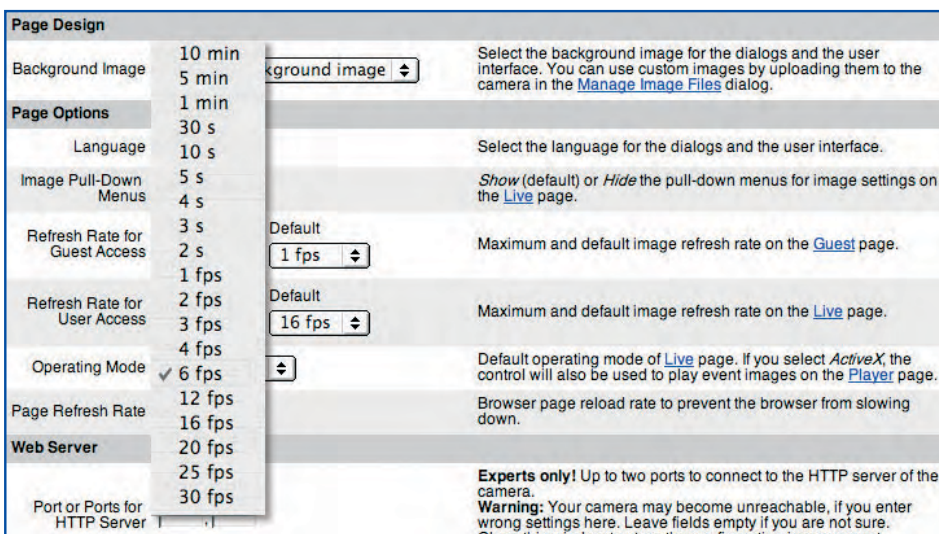 Page Design
Background Image
kground image
Select the background image for the dialogs and the user
interface. You can use custom images by uploading them to the
camera in the Manage Image Files dialog.
Page Options
Language
Select the language for the dialogs and the user interface.
Image Pull-Down
Menus
Show (default) or Hide the pull-down menus for image settings on
the Live page.
Refresh Rate for
Guest Access
Default
1 fps
Maximum and default image refresh rate on the Guest page.
Refresh Rate for
User Access
Default
16 fps
Maximum and default image refresh rate on the Live page.
Operating Mode
Default operating mode of Live page. If you select ActiveX, the
control will also be used to play event images on the Player page.
Page Refresh Rate
Browser page reload rate to prevent the browser from slowing
down.
Web Server
Port or Ports for
HTTP Server
Experts only! Up to two ports to connect to the HTTP server of the
camera.
Warning: Your camera may become unreachable, if you enter
wrong settings here. Leave fields empty if you are not sure.
10 min
5 min
1 min
30 s
10 s
5 s
4 s
3 s
2 s
1 fps
2 fps
3 fps
4 fps
✓ 6 fps
12 fps
16 fps
20 fps
25 fps
30 fps